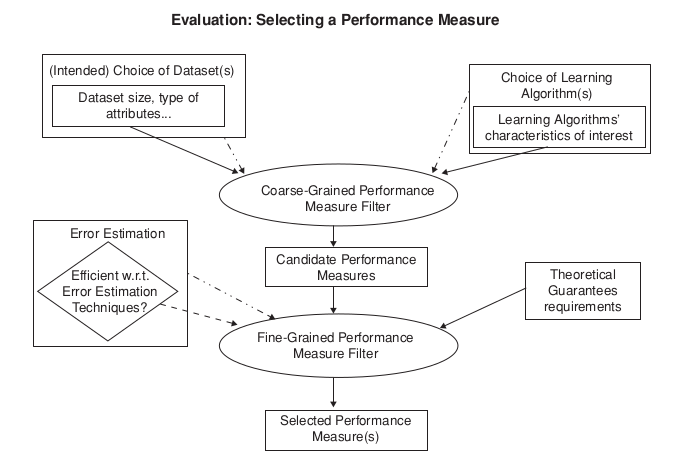 Evaluation: Selecting a Performance Measure
(Intended) Choice of Dataset(s)
Dataset size, type of
attributes...
Choice of Learning
Algorithm(s)
Learning Algorithms'
characteristics of interest
Coarse-Grained Performance
Measure Filter
Error Estimation
Efficient w.r.t.
Error Estimation
Techniques?
Candidate Performance
Measures
Theoretical
Guarantees
requirements
Fine-Grained Performance
Measure Filter
Selected Performance
Measure(s)